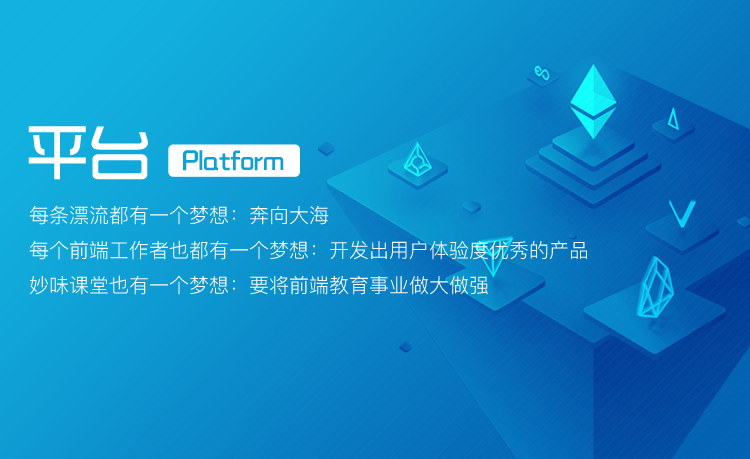 平台
Platform
每条漂流都有一个梦想：奔向大海
每个前端工作者也都有一个梦想：开发出用户体验度优秀的产品
妙味课堂也有一个梦想：要将前端教育事业做大做强